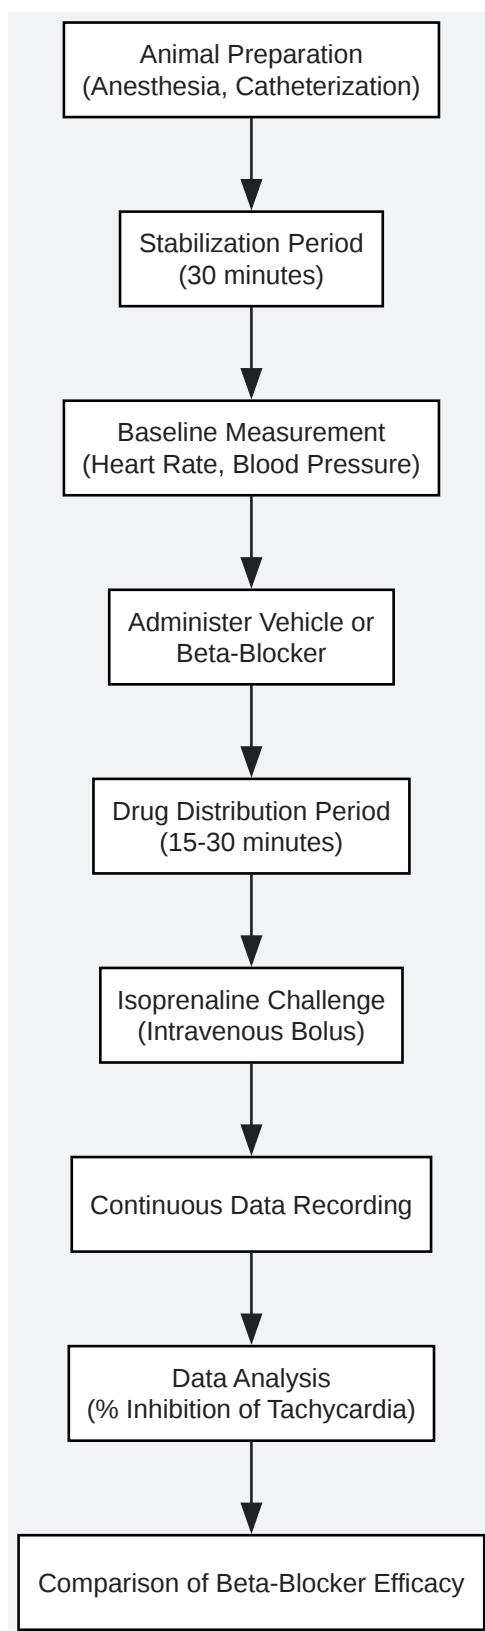 Animal Preparation
(Anesthesia, Catheterization)
Stabilization Period
(30 minutes)
Baseline Measurement
(Heart Rate, Blood Pressure)
Administer Vehicle or
Beta-Blocker
Drug Distribution Period
(15-30 minutes)
Isoprenaline Challenge
(Intravenous Bolus)
Continuous Data Recording
Data Analysis
(% Inhibition of Tachycardia)
Comparison of Beta-Blocker Efficacy